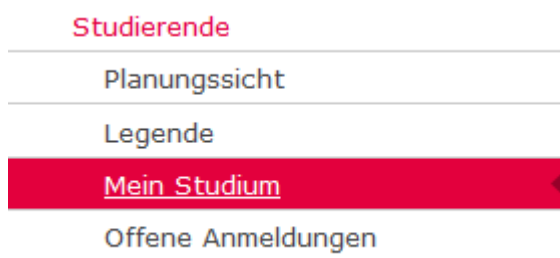 Studierende
Planungssicht
Legende
Mein Studium
Offene Anmeldungen